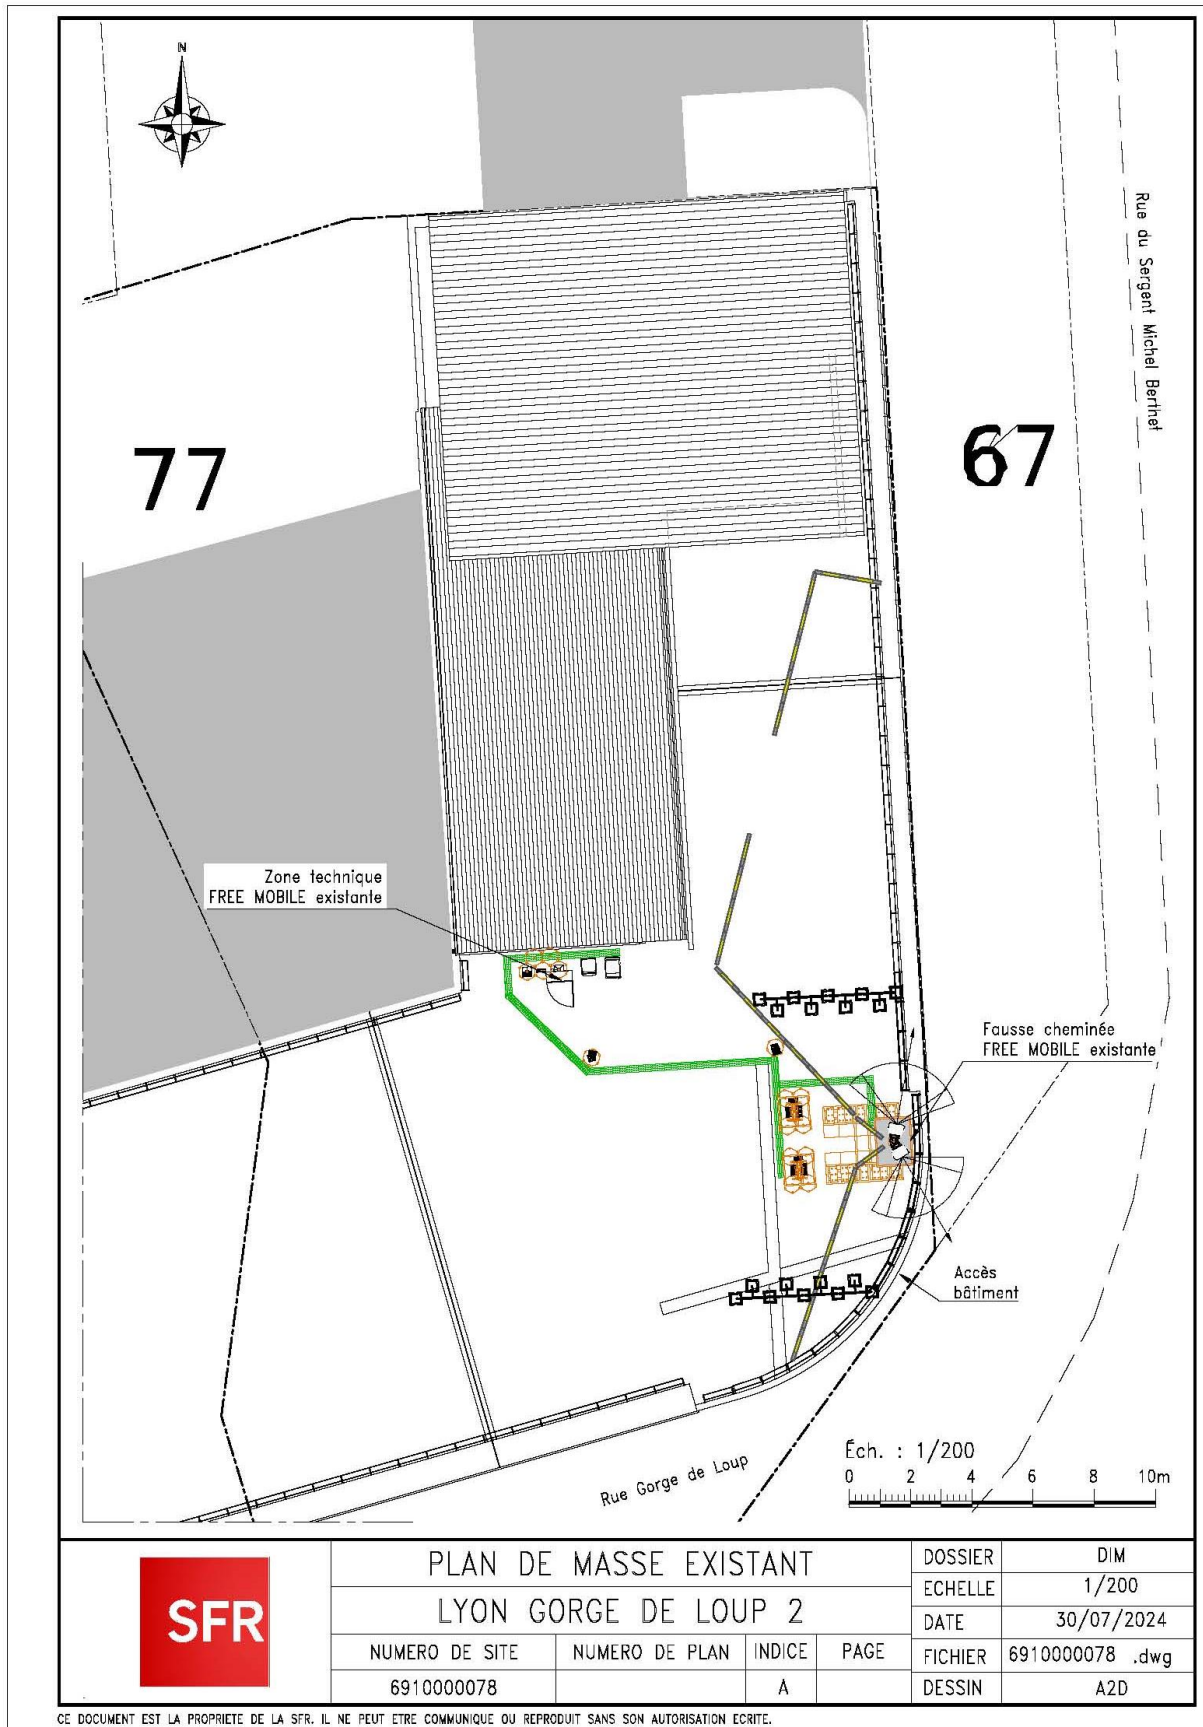 N
Rue du Sergent Michel Berthet
77
67
Zone technique
FREE MOBILE existante
Fausse cheminée
FREE MOBILE existante
Accès
bâtiment
Rue Gorge de Loup
Éch. : 1/200
0 2 4 6 8 10m
SFR
PLAN DE MASSE EXISTANT
LYON GORGE DE LOUP 2
NUMERO DE SITE NUMERO DE PLAN INDICE PAGE
6910000078 A
DOSSIER DIM
ECHELLE 1/200
DATE 30/07/2024
FICHIER 6910000078 .dwg
DESSIN A2D
CE DOCUMENT EST LA PROPRIETE DE LA SFR. IL NE PEUT ETRE COMMUNIQUE OU REPRODUIT SANS SON AUTORISATION ECRITE.